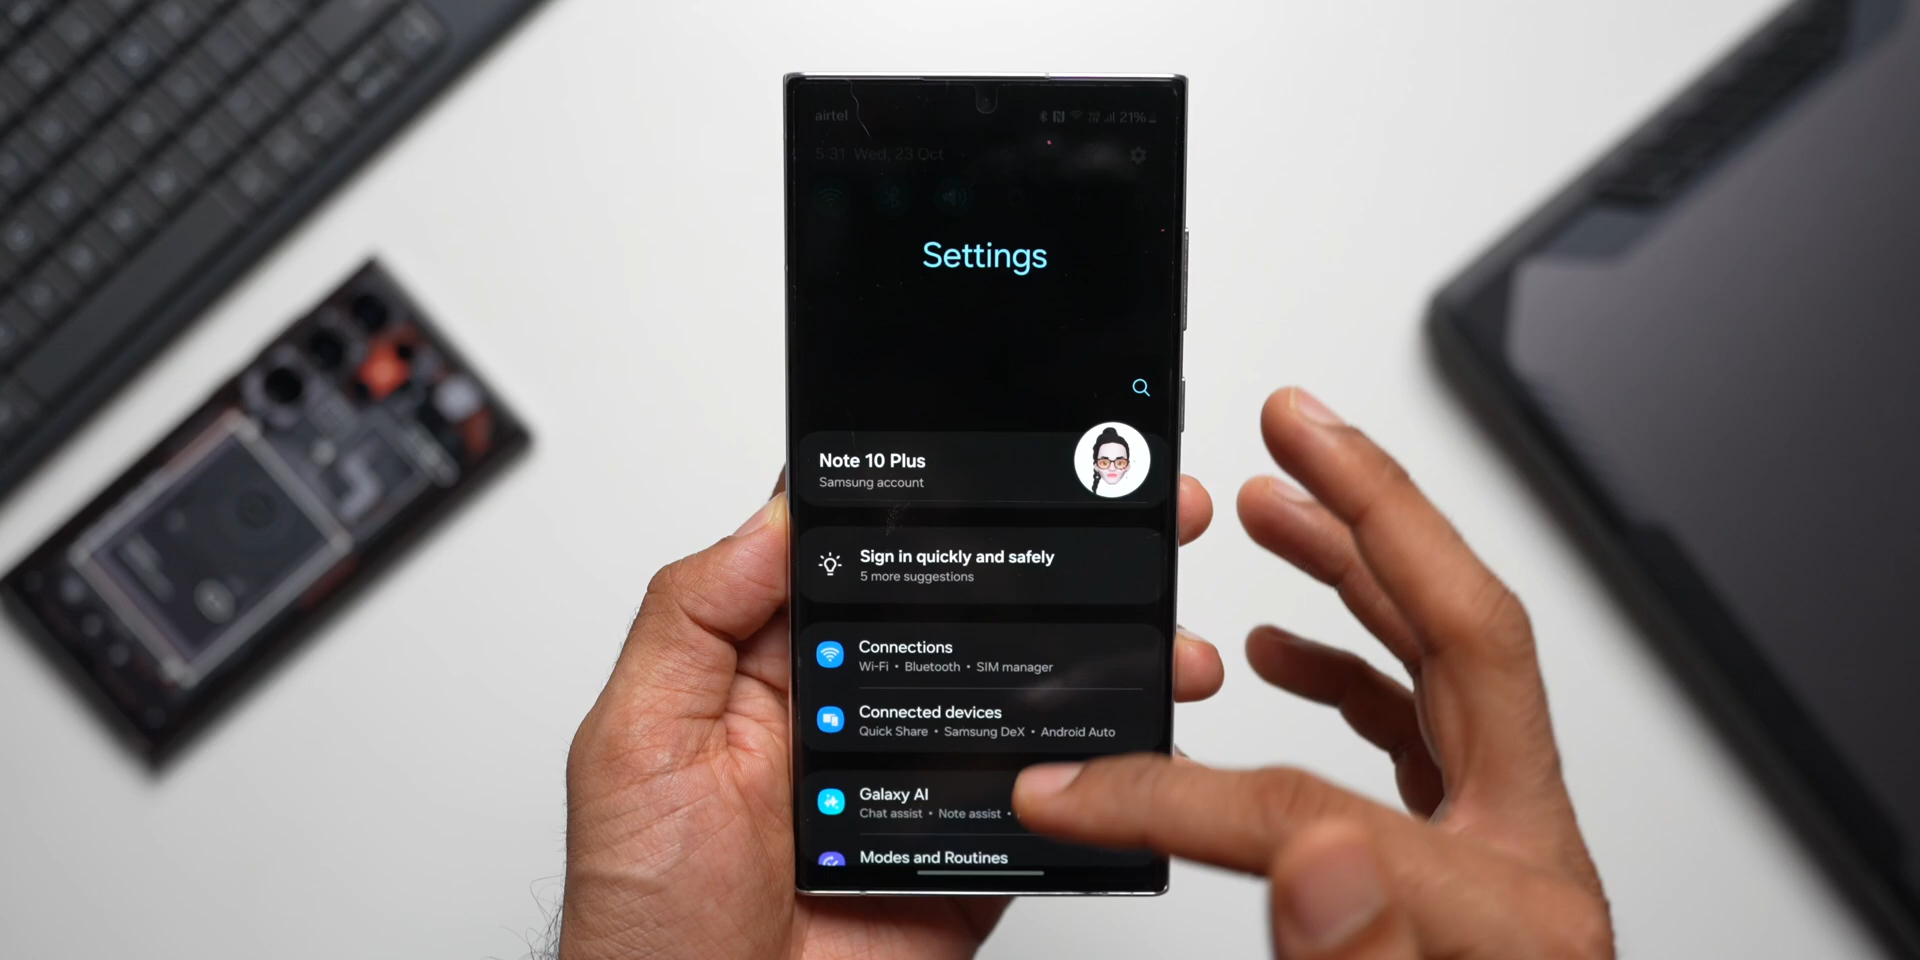 airtel
21%
5:31 Wed, 23 Oct
Settings
Note 10 Plus
Samsung account
Sign in quickly and safely
5 more suggestions
Connections
Wi-Fi • Bluetooth • SIM manager
Connected devices
Quick Share • Samsung DeX • Android Auto
Galaxy AI
Chat assist • Note assist •
Modes and Routines